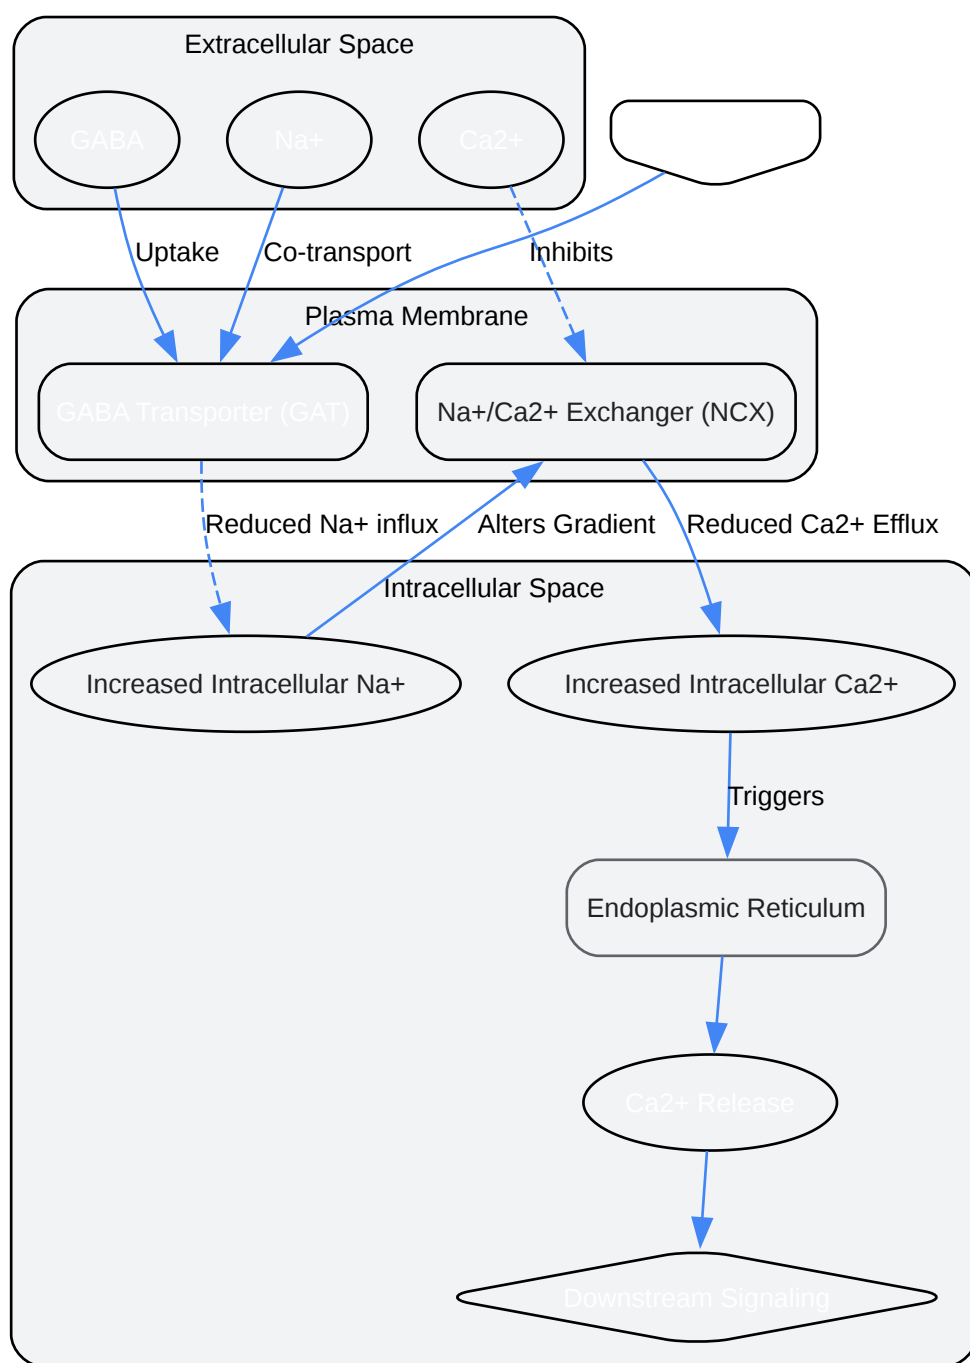 Extracellular Space
GABA
Na+
Ca2+
Uptake
Co-transport
Inhibits
Plasma Membrane
GABA Transporter (GAT)
Na+/Ca2+ Exchanger (NCX)
Reduced Na+ influx
Alters Gradient
Reduced Ca2+ Efflux
Intracellular Space
Increased Intracellular Na+
Increased Intracellular Ca2+
Triggers
Endoplasmic Reticulum
Ca2+ Release
Downstream Signaling